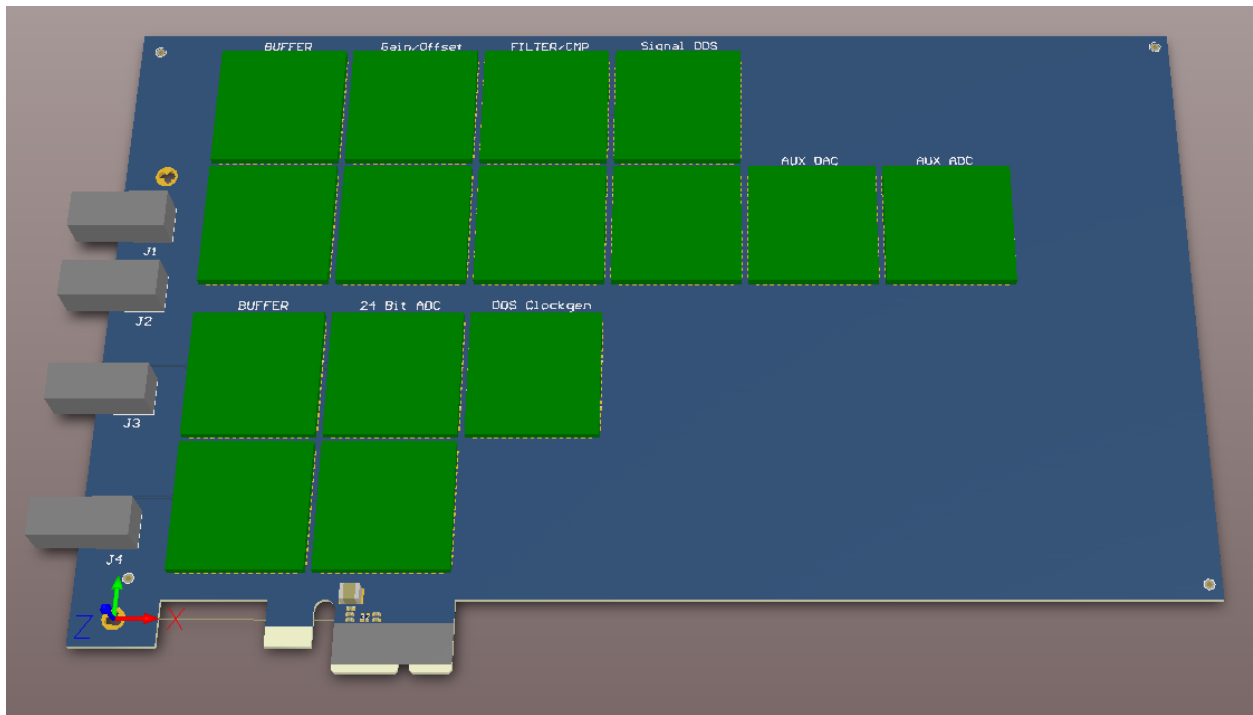 BUFFER Gain/Offset FILTER/CMP Signal DDS
AUX DAC AUX ADC
J1
BUFFER 24 Bit ADC DDS Clockgen
J2
J3
J4
Z X